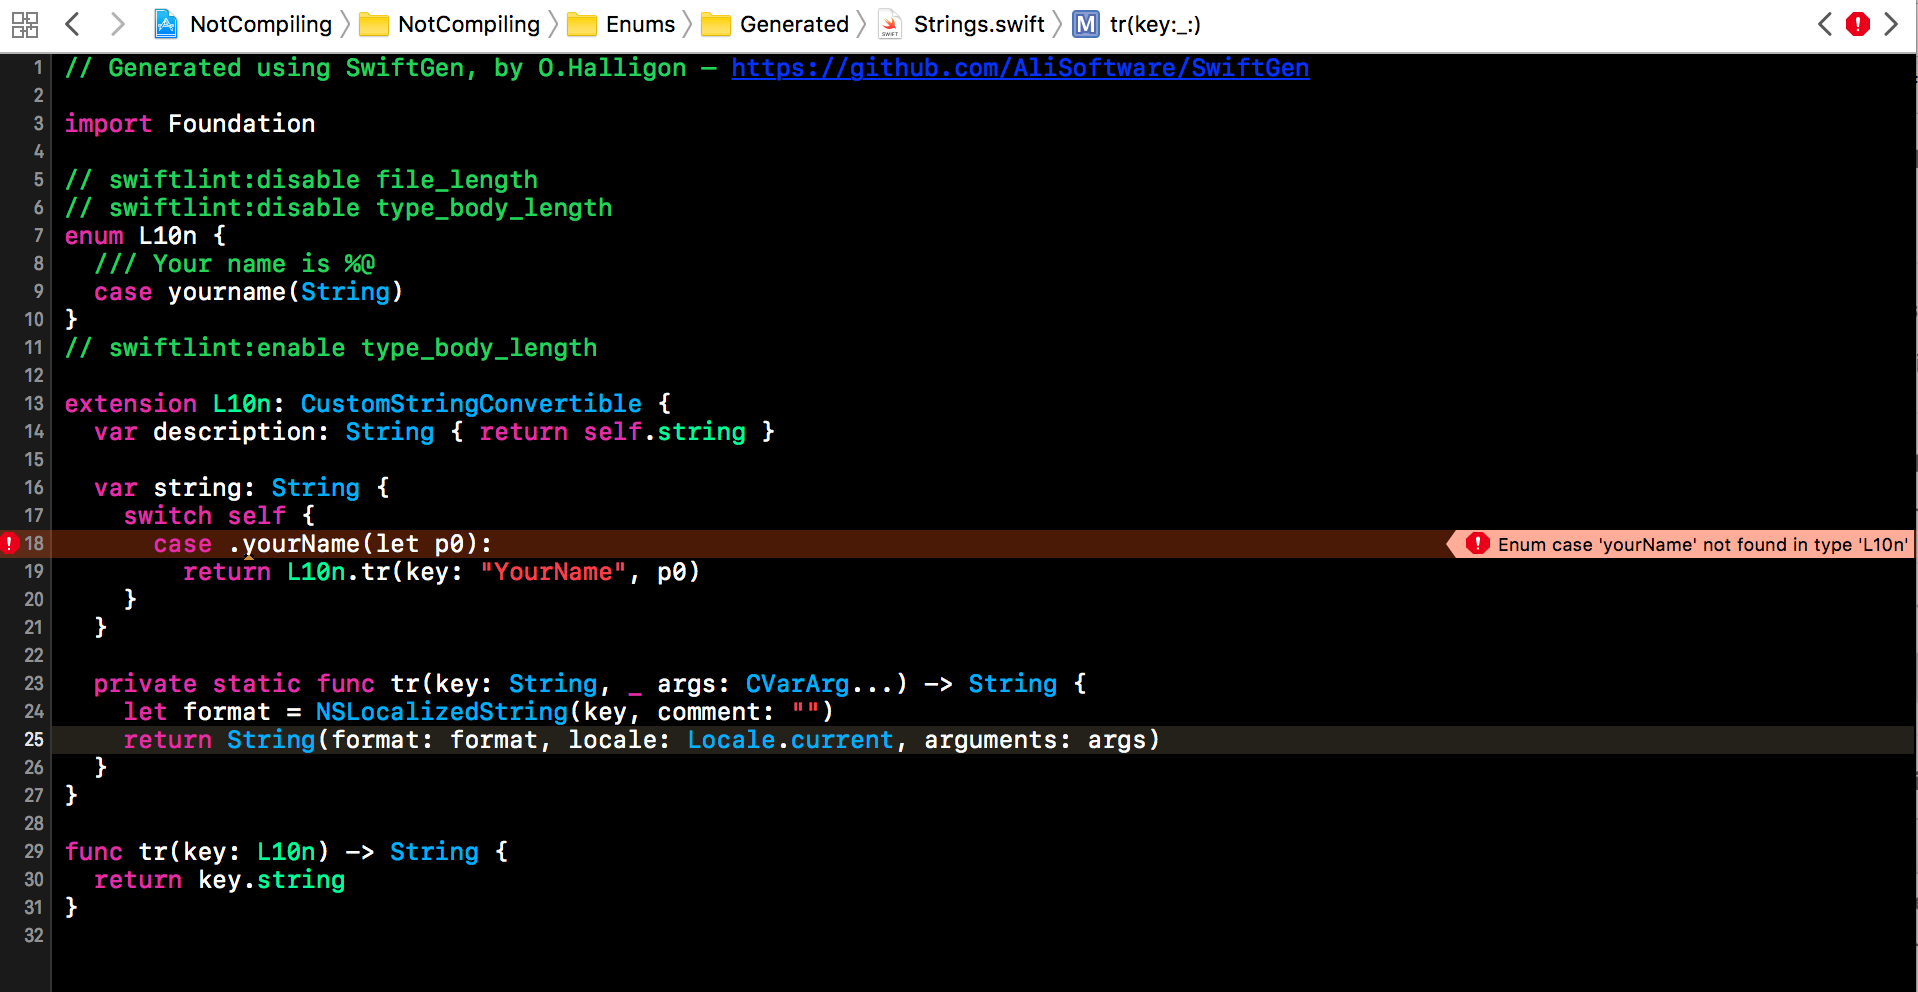 NotCompiling NotCompiling Enums Generated Strings.swift M tr(key:_:)
1 // Generated using SwiftGen, by O.Halligon — https://github.com/AliSoftware/SwiftGen
2
3 import Foundation
4
5 // swiftlint:disable file_length
6 // swiftlint:disable type_body_length
7 enum L10n {
8   /// Your name is %@
9   case yourname(String)
10 }
11 // swiftlint:enable type_body_length
12
13 extension L10n: CustomStringConvertible {
14   var description: String { return self.string }
15
16   var string: String {
17     switch self {
18       case .yourName(let p0): Enum case 'yourName' not found in type 'L10n'
19         return L10n.tr(key: "YourName", p0)
20     }
21   }
22
23   private static func tr(key: String, _ args: CVarArg...) -> String {
24     let format = NSLocalizedString(key, comment: "")
25     return String(format: format, locale: Locale.current, arguments: args)
26   }
27 }
28
29 func tr(key: L10n) -> String {
30   return key.string
31 }
32